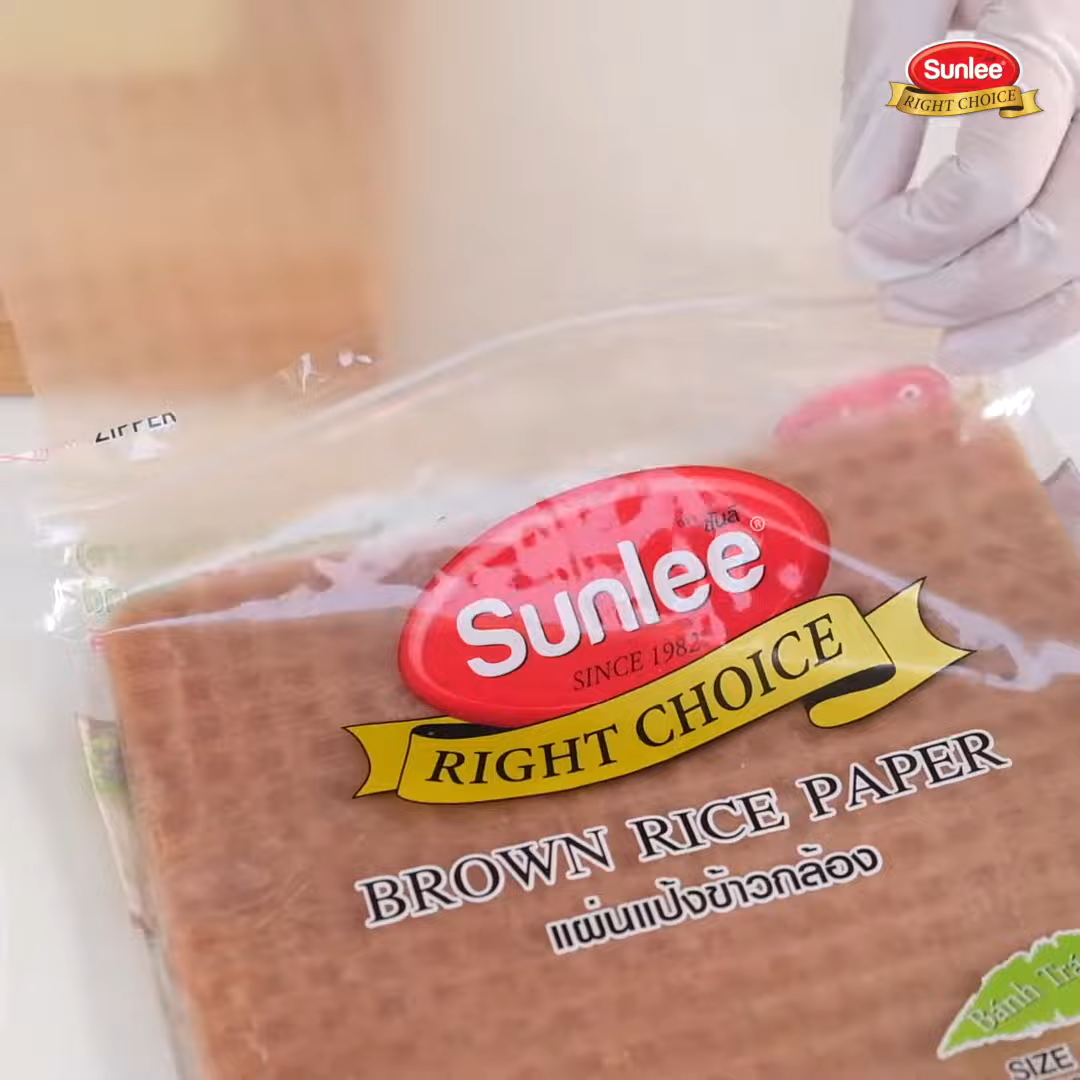 Sunlee
RIGHT CHOICE
ZIPPER
ซันลี
Sunlee®
SINCE 1982
RIGHT CHOICE
BROWN RICE PAPER
แผ่นแป้งข้าวกล้อง
Bánh
SIZE